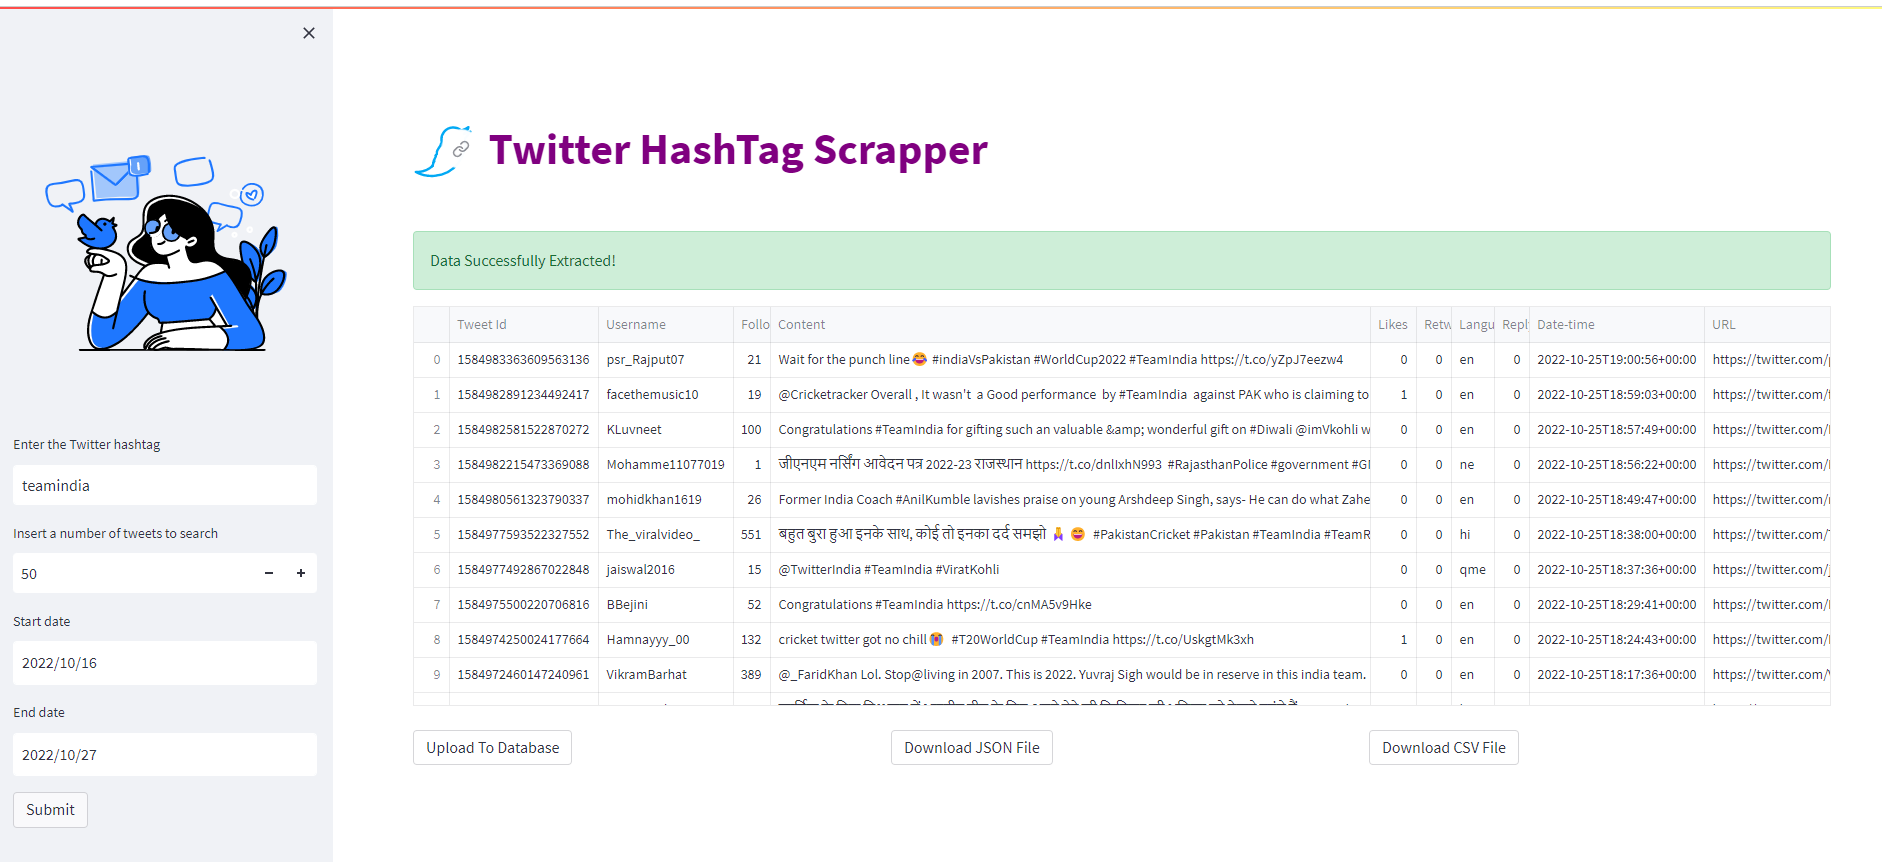 Twitter HashTag Scrapper
Data Successfully Extracted!
Enter the Twitter hashtag
teamindia
Insert a number of tweets to search
50
Start date
2022/10/16
End date
2022/10/27
Submit
Tweet Id Username Follo Content Likes Retw Langu Repl Date-time URL
0 1584983363609563136 psr_Rajput07 21 Wait for the punch line😂 #indiaVsPakistan #WorldCup2022 #TeamIndia https://t.co/yZpJ7eezw4 0 0 en 0 2022-10-25T19:00:56+00:00 https://twitter.com/
1 1584982891234492417 facethemusic10 19 @Cricketracker Overall , It wasn't a Good performance by #TeamIndia against PAK who is claiming to 1 0 en 0 2022-10-25T18:59:03+00:00 https://twitter.com/
2 1584982581522870272 KLuvneet 100 Congratulations #TeamIndia for gifting such an valuable &amp; wonderful gift on #Diwali @imVkohli w 0 0 en 0 2022-10-25T18:57:49+00:00 https://twitter.com/
3 1584982215473369088 Mohamme11077019 1 जीएनएम नर्सिंग आवेदन पत्र 2022-23 राजस्थान https://t.co/dnlIxhN993 #RajasthanPolice #government #G 0 0 ne 0 2022-10-25T18:56:22+00:00 https://twitter.com/
4 1584980561323790337 mohidkhan1619 26 Former India Coach #AnilKumble lavishes praise on young Arshdeep Singh, says- He can do what Zahe 0 0 en 0 2022-10-25T18:49:47+00:00 https://twitter.com/
5 1584977593522327552 The_viralvideo_ 551 बहुत बुरा हुआ इनके साथ, कोई तो इनका दर्द समझो 🙏 😂 #PakistanCricket #Pakistan #TeamIndia #TeamR 0 0 hi 0 2022-10-25T18:38:00+00:00 https://twitter.com/
6 1584977492867022848 jaiswal2016 15 @TwitterIndia #TeamIndia #ViratKohli 0 0 qme 0 2022-10-25T18:37:36+00:00 https://twitter.com/
7 1584975500220706816 BBejini 52 Congratulations #TeamIndia https://t.co/cnMA5v9Hke 0 0 en 0 2022-10-25T18:29:41+00:00 https://twitter.com/
8 1584974250024177664 Hamnayyy_00 132 cricket twitter got no chill😭 #T20WorldCup #TeamIndia https://t.co/UskgtMk3xh 1 0 en 0 2022-10-25T18:24:43+00:00 https://twitter.com/
9 1584972460147240961 VikramBarhat 389 @_FaridKhan Lol. Stop@living in 2007. This is 2022. Yuvraj Sigh would be in reserve in this india team. 0 0 en 0 2022-10-25T18:17:36+00:00 https://twitter.com/
Upload To Database Download JSON File Download CSV File